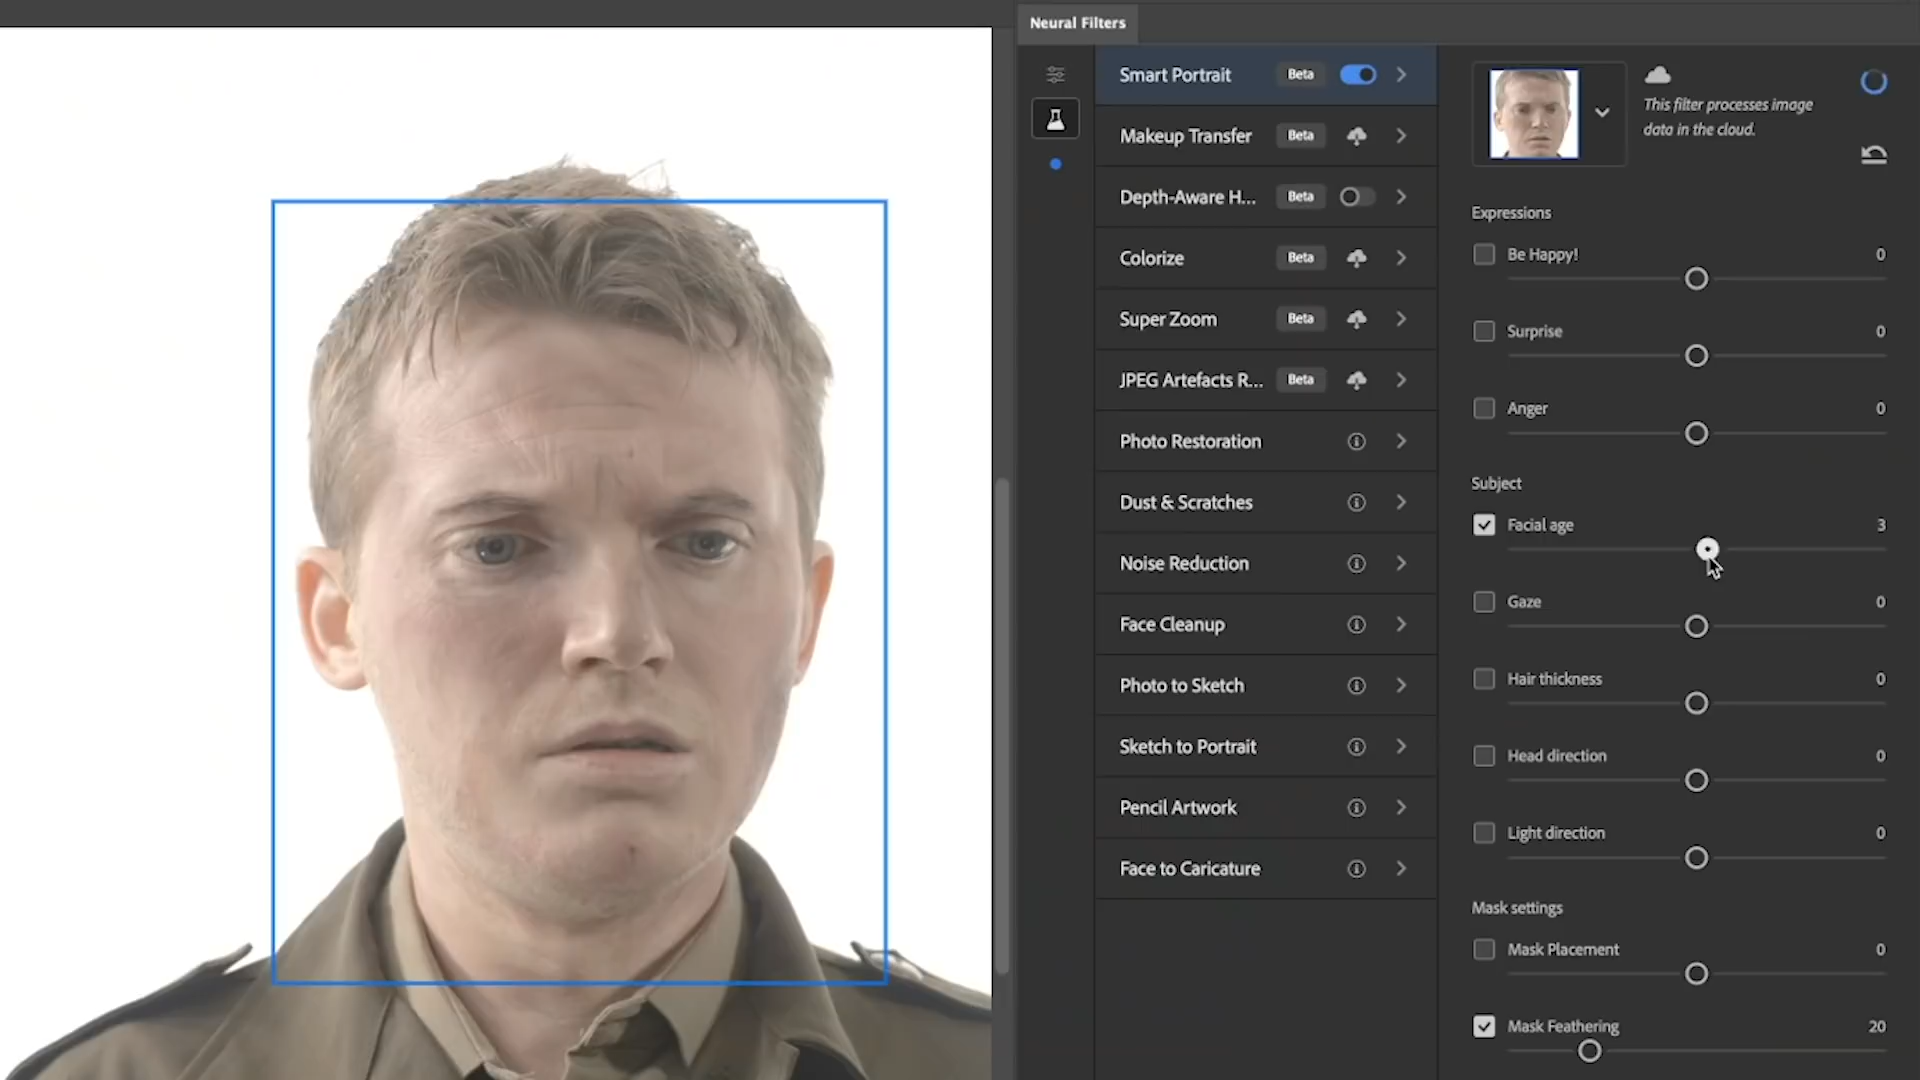 Neural Filters
Smart Portrait Beta
Makeup Transfer Beta
Depth-Aware H... Beta
Colorize Beta
Super Zoom Beta
JPEG Artefacts R... Beta
Photo Restoration
Dust & Scratches
Noise Reduction
Face Cleanup
Photo to Sketch
Sketch to Portrait
Pencil Artwork
Face to Caricature
This filter processes image
data in the cloud.
Expressions
Be Happy! 0
Surprise 0
Anger 0
Subject
Facial age 3
Gaze 0
Hair thickness 0
Head direction 0
Light direction 0
Mask settings
Mask Placement 0
Mask Feathering 20